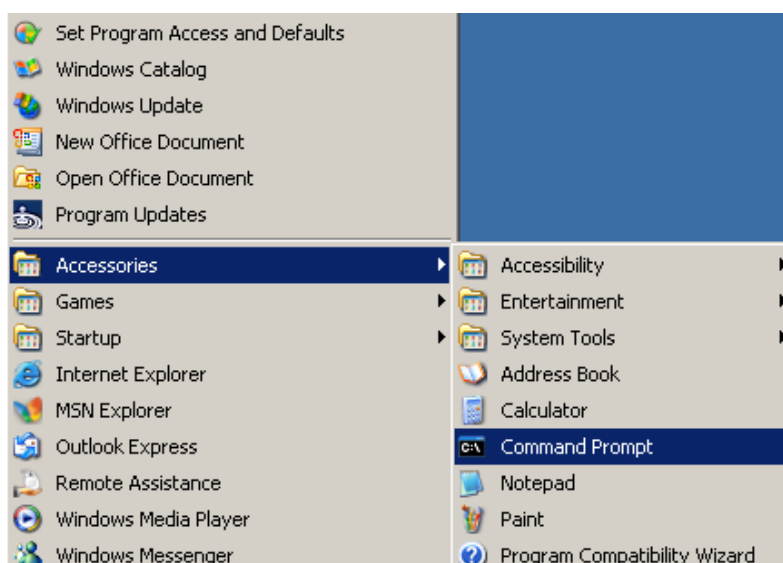 Set Program Access and Defaults
Windows Catalog
Windows Update
New Office Document
Open Office Document
Program Updates
Accessories
Games
Startup
Internet Explorer
MSN Explorer
Outlook Express
Remote Assistance
Windows Media Player
Windows Messenger
Accessibility
Entertainment
System Tools
Address Book
Calculator
C:\
Command Prompt
Notepad
Paint
Program Compatibility Wizard